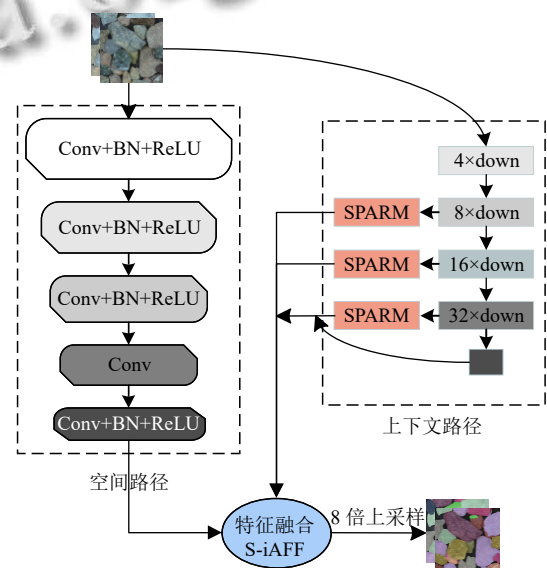 Conv+BN+ReLU
Conv+BN+ReLU
Conv+BN+ReLU
Conv
Conv+BN+ReLU
空间路径
4×down
SPARM
8×down
SPARM
16×down
SPARM
32×down
上下文路径
特征融合
S-iAFF
8 倍上采样